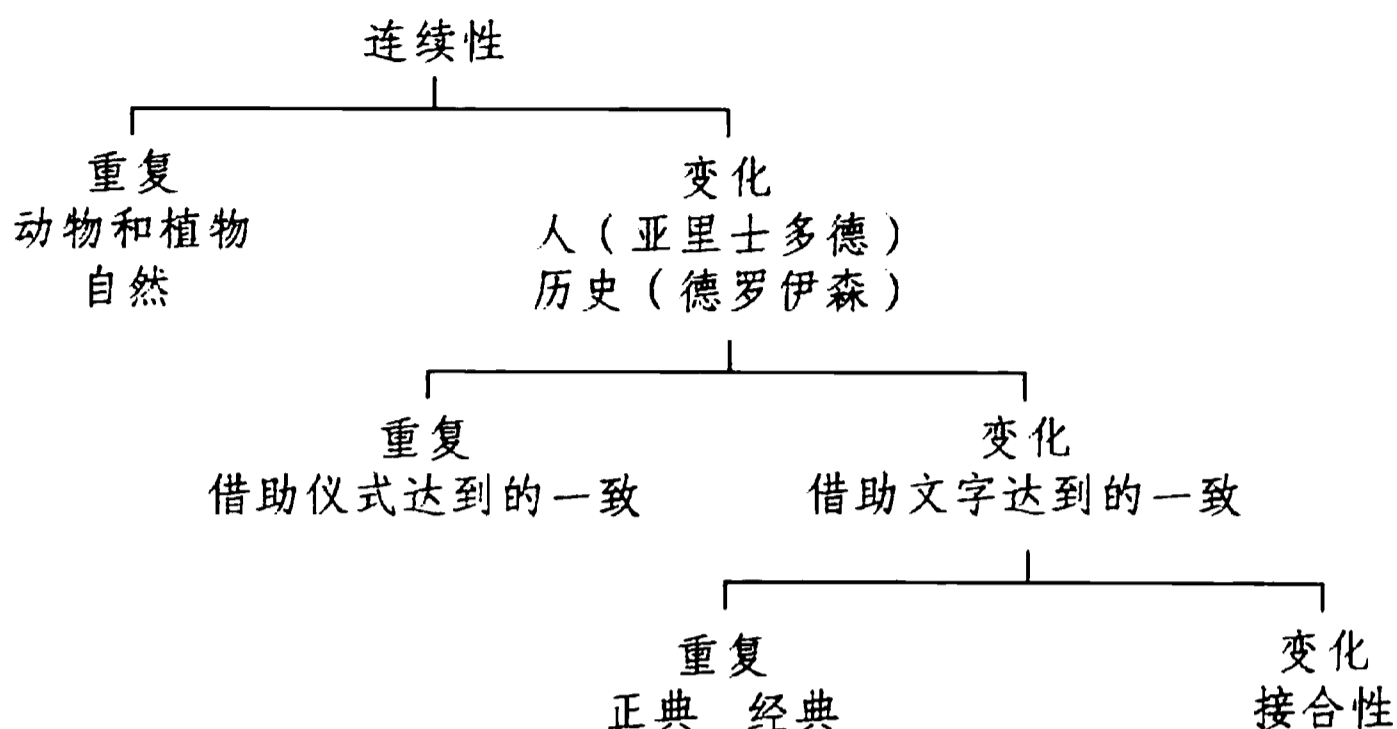 连续性
重复
动物和植物
自然
变化
人（亚里士多德）
历史（德罗伊森）
重复
借助仪式达到的一致
变化
借助文字达到的一致
重复
正典　经典
变化
接合性